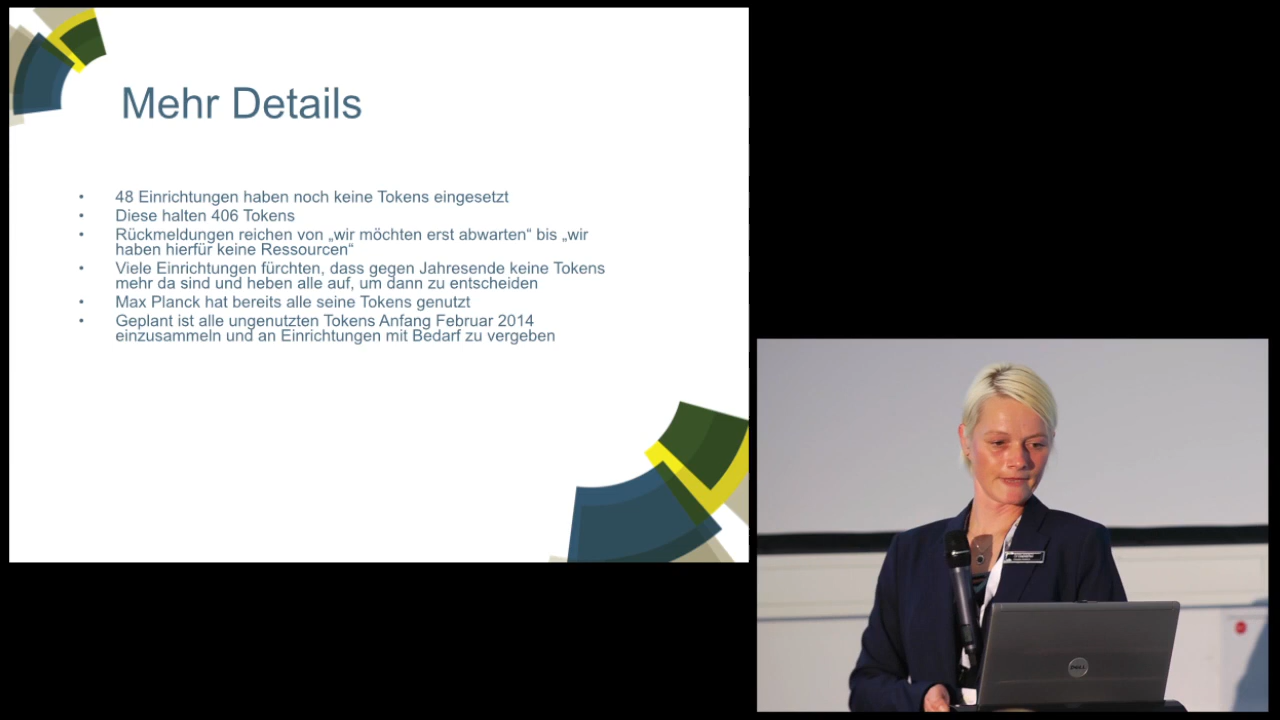 Mehr Details
• 48 Einrichtungen haben noch keine Tokens eingesetzt
• Diese halten 406 Tokens
• Rückmeldungen reichen von „wir möchten erst abwarten“ bis „wir
haben hierfür keine Ressourcen“
• Viele Einrichtungen fürchten, dass gegen Jahresende keine Tokens
mehr da sind und heben alle auf, um dann zu entscheiden
• Max Planck hat bereits alle seine Tokens genutzt
• Geplant ist alle ungenutzten Tokens Anfang Februar 2014
einzusammeln und an Einrichtungen mit Bedarf zu vergeben
DELL